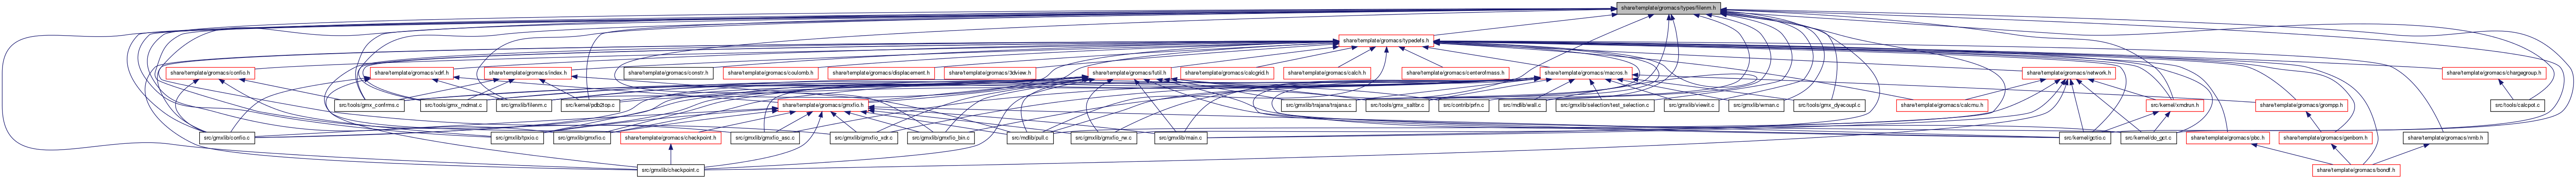 share/template/gromacs/types/filenm.h
share/template/gromacs/typedefs.h
share/template/gromacs/confio.h
share/template/gromacs/xdrf.h
share/template/gromacs/index.h
share/template/gromacs/constr.h
share/template/gromacs/coulomb.h
share/template/gromacs/displacement.h
share/template/gromacs/3dview.h
share/template/gromacs/futil.h
share/template/gromacs/calcgrid.h
share/template/gromacs/calch.h
share/template/gromacs/centerofmass.h
share/template/gromacs/macros.h
share/template/gromacs/network.h
share/template/gromacs/chargegroup.h
src/tools/gmx_confrms.c
src/tools/gmx_mdmat.c
src/gmxlib/filenm.c
src/kernel/pdb2top.c
share/template/gromacs/gmxfio.h
src/gmxlib/trajana/trajana.c
src/tools/gmx_saltbr.c
src/contrib/prfn.c
src/mdlib/wall.c
src/gmxlib/selection/test_selection.c
src/gmxlib/viewit.c
src/gmxlib/wman.c
src/tools/gmx_dyecoupl.c
share/template/gromacs/calcmu.h
src/kernel/xmdrun.h
share/template/gromacs/grompp.h
src/tools/calcpot.c
src/gmxlib/confio.c
src/gmxlib/tpxio.c
src/gmxlib/gmxfio.c
share/template/gromacs/checkpoint.h
src/gmxlib/gmxfio_asc.c
src/gmxlib/gmxfio_xdr.c
src/gmxlib/gmxfio_bin.c
src/mdlib/pull.c
src/gmxlib/gmxfio_rw.c
src/gmxlib/main.c
src/kernel/gctio.c
src/kernel/do_gct.c
share/template/gromacs/pbc.h
share/template/gromacs/genborn.h
share/template/gromacs/nrnb.h
src/gmxlib/checkpoint.c
share/template/gromacs/bondf.h